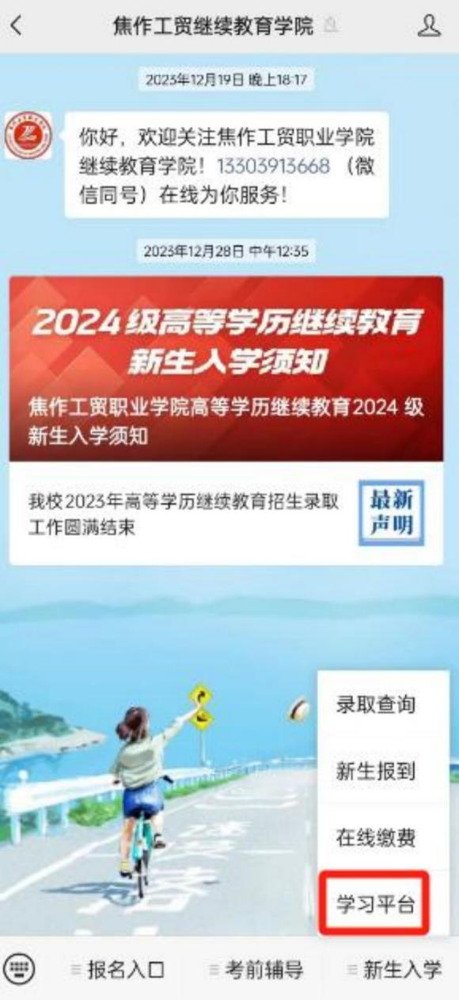 焦作工贸继续教育学院
2023年12月19日 晚上18:17
你好，欢迎关注焦作工贸职业学院
继续教育学院！13303913668 （微
信同号）在线为你服务！
2023年12月28日 中午12:35
2024级高等学历继续教育
新生入学须知
焦作工贸职业学院高等学历继续教育2024 级
新生入学须知
我校2023年高等学历继续教育招生录取
工作圆满结束
最新
声明
录取查询
新生报到
在线缴费
学习平台
报名入口
考前辅导
新生入学